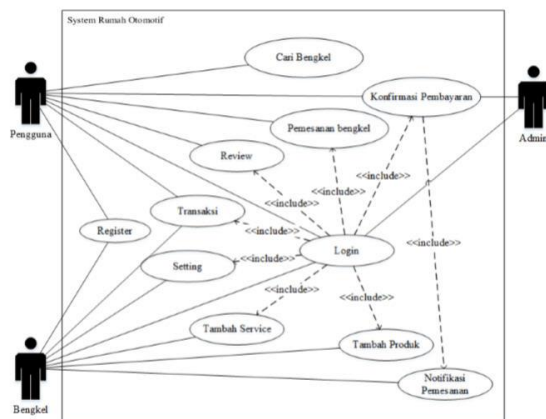 System Rumah Otomotif
Cari Bengkel
Pengguna
Konfirmasi Pembayaran
Admin
Pemesanan bengkel
Review
<<include>>
<<include>>
<<include>>
<<include>>
Transaksi
Register
<<include>>
Login
<<include>>
Setting
<<include>>
<<include>>
Tambah Service
Tambah Produk
Notifikasi
Pemesanan
Bengkel